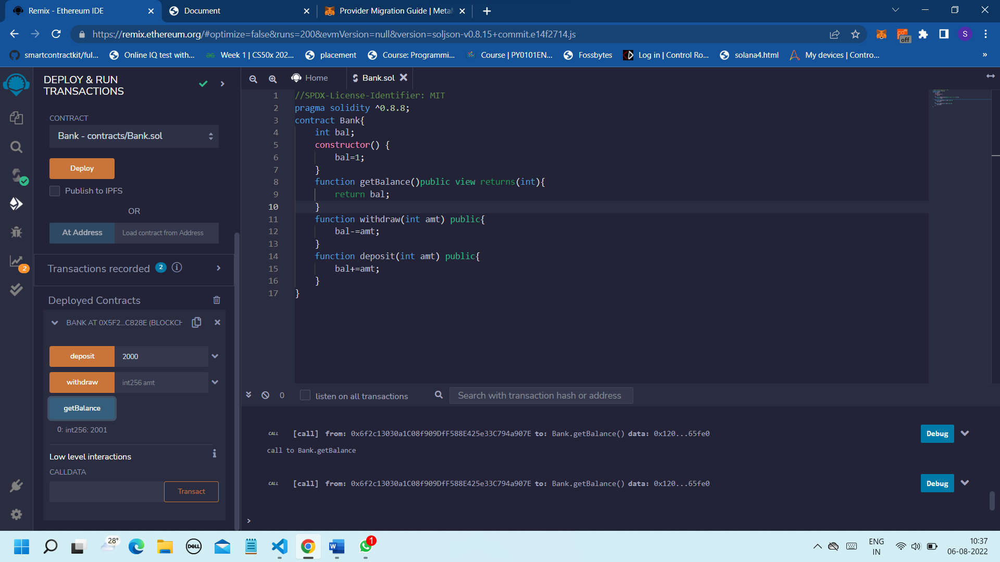 Remix - Ethereum IDE
Document
Provider Migration Guide | Meta
https://remix.ethereum.org/#optimize=false&runs=200&evmVersion=null&version=soljson-v0.8.15+commit.e14f2714.js
off
S
smartcontractkit/ful...
Online IQ test with...
Week 1 | CS50x 202...
placement
Course: Programmi...
Course | PY0101EN...
Fossbytes
Log in | Control Ro...
solana4.html
My devices | Contro...
»
DEPLOY & RUN
TRANSACTIONS
CONTRACT
Bank - contracts/Bank.sol
Deploy
Publish to IPFS
OR
At Address
Load contract from Address
Transactions recorded 2
2
Deployed Contracts
BANK AT 0X5F2...C828E (BLOCKCH
deposit
2000
withdraw
int256 amt
getBalance
0: int256: 2001
Low level interactions
CALLDATA
Transact
Home
Bank.sol
1 //SPDX-License-Identifier: MIT
2 pragma solidity ^0.8.8;
3 contract Bank{
4 int bal;
5 constructor() {
6 bal=1;
7 }
8 function getBalance()public view returns(int){
9 return bal;
10 }
11 function withdraw(int amt) public{
12 bal-=amt;
13 }
14 function deposit(int amt) public{
15 bal+=amt;
16 }
17 }
0
listen on all transactions
Search with transaction hash or address
CALL [call] from: 0x6f2c13030a1C08f909DfF588E425e33C794a907E to: Bank.getBalance() data: 0x120...65fe0
Debug
call to Bank.getBalance
CALL [call] from: 0x6f2c13030a1C08f909DfF588E425e33C794a907E to: Bank.getBalance() data: 0x120...65fe0
Debug
>
28°
DELL
W
1
ENG
IN
10:37
06-08-2022